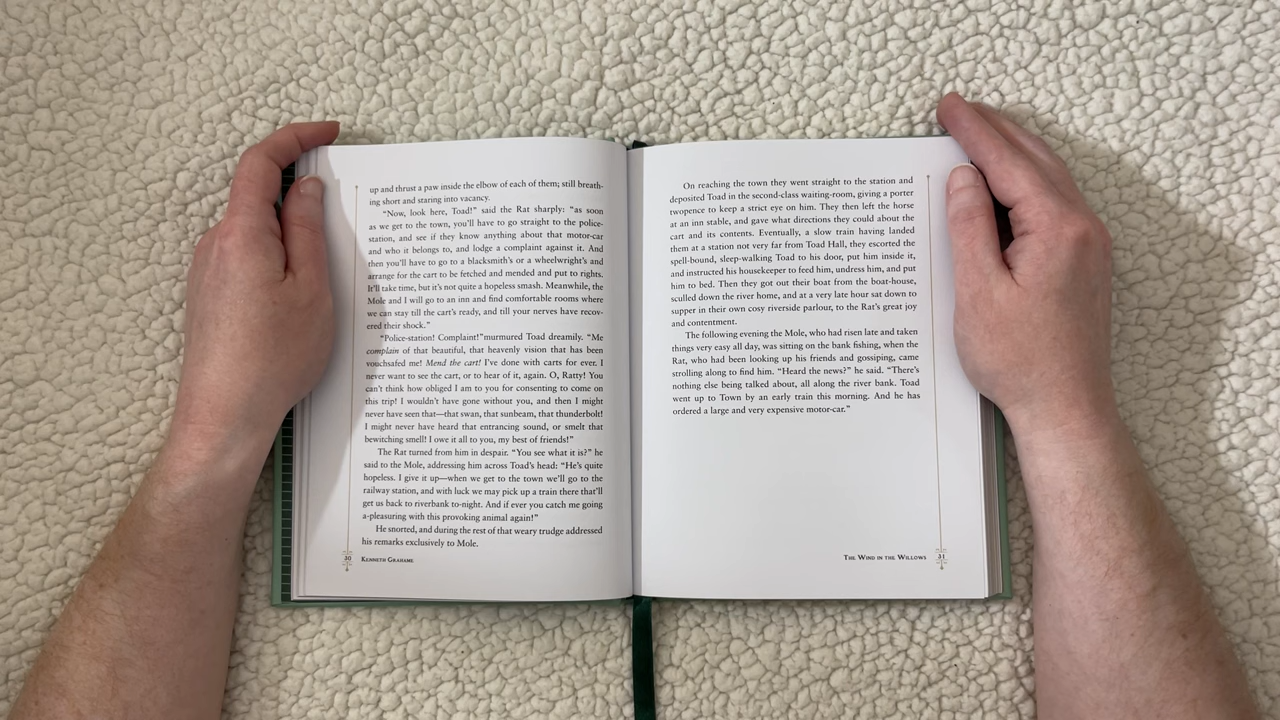 up and thrust a paw inside the elbow of each of them; still breath-
ing short and staring into vacancy.
“Now, look here, Toad!” said the Rat sharply: “as soon
as we get to the town, you’ll have to go straight to the police-
station, and see if they know anything about that motor-car
and who it belongs to, and lodge a complaint against it. And
then you’ll have to go to a blacksmith’s or a wheelwright’s and
arrange for the cart to be fetched and mended and put to rights.
It’ll take time, but it’s not quite a hopeless smash. Meanwhile, the
Mole and I will go to an inn and find comfortable rooms where
we can stay till the cart’s ready, and till your nerves have recov-
ered their shock.”
“Police-station! Complaint!”murmured Toad dreamily. “Me
complain of that beautiful, that heavenly vision that has been
vouchsafed me! Mend the cart! I’ve done with carts for ever. I
never want to see the cart, or to hear of it, again. O, Ratty! You
can’t think how obliged I am to you for consenting to come on
this trip! I wouldn’t have gone without you, and then I might
never have seen that—that swan, that sunbeam, that thunderbolt!
I might never have heard that entrancing sound, or smelt that
bewitching smell! I owe it all to you, my best of friends!”
The Rat turned from him in despair. “You see what it is?” he
said to the Mole, addressing him across Toad’s head: “He’s quite
hopeless. I give it up—when we get to the town we’ll go to the
railway station, and with luck we may pick up a train there that’ll
get us back to riverbank to-night. And if ever you catch me going
a-pleasuring with this provoking animal again!”
He snorted, and during the rest of that weary trudge addressed
his remarks exclusively to Mole.
30 Kenneth Grahame
On reaching the town they went straight to the station and
deposited Toad in the second-class waiting-room, giving a porter
twopence to keep a strict eye on him. They then left the horse
at an inn stable, and gave what directions they could about the
cart and its contents. Eventually, a slow train having landed
them at a station not very far from Toad Hall, they escorted the
spell-bound, sleep-walking Toad to his door, put him inside it,
and instructed his housekeeper to feed him, undress him, and put
him to bed. Then they got out their boat from the boat-house,
sculled down the river home, and at a very late hour sat down to
supper in their own cosy riverside parlour, to the Rat’s great joy
and contentment.
The following evening the Mole, who had risen late and taken
things very easy all day, was sitting on the bank fishing, when the
Rat, who had been looking up his friends and gossiping, came
strolling along to find him. “Heard the news?” he said. “There’s
nothing else being talked about, all along the river bank. Toad
went up to Town by an early train this morning. And he has
ordered a large and very expensive motor-car.”
The Wind in the Willows 31